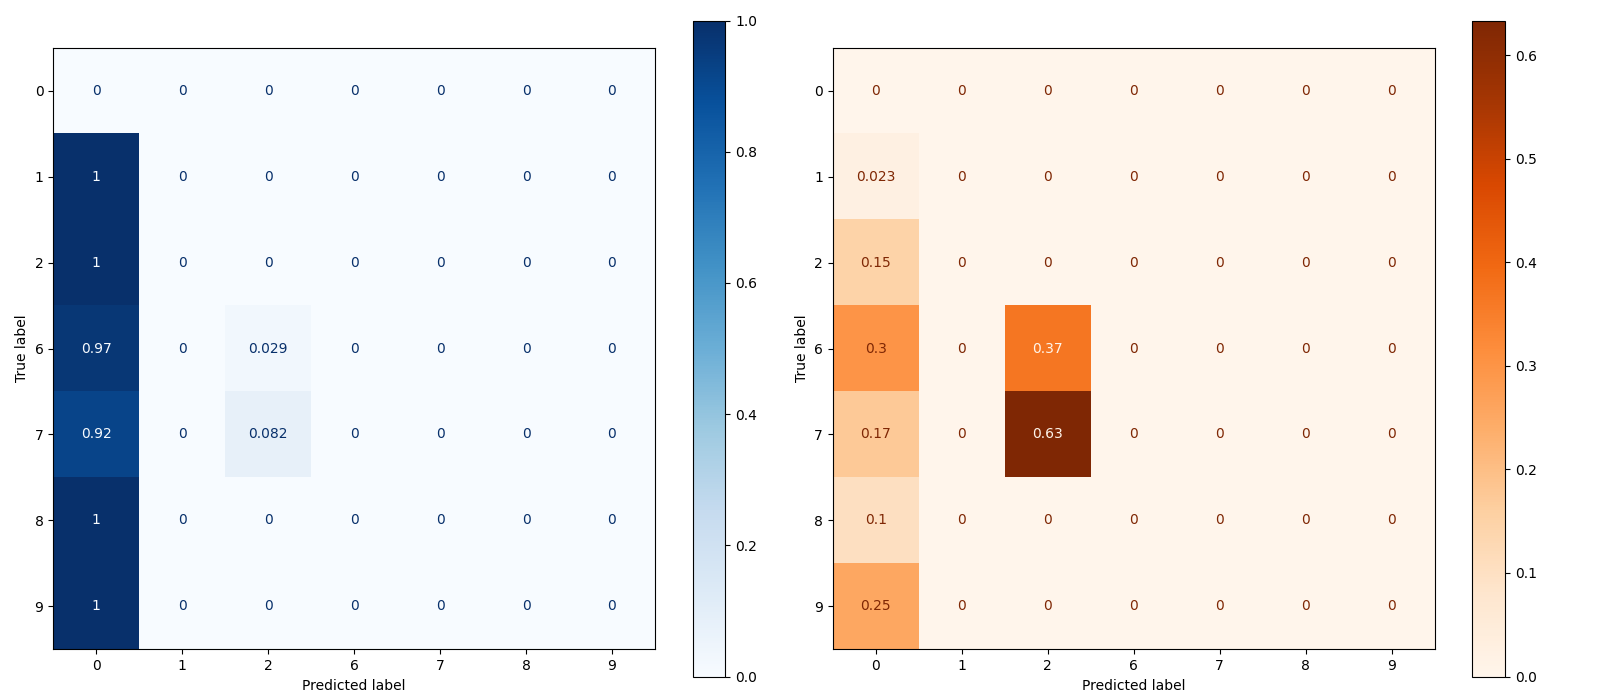 1.0
0 0 0 0 0 0 0 0
0.8
1 1 0 0 0 0 0 0
2 1 0 0 0 0 0 0
0.6
6 0.97 0 0.029 0 0 0 0
True label
0.4
7 0.92 0 0.082 0 0 0 0
8 1 0 0 0 0 0 0
0.2
9 1 0 0 0 0 0 0
0 1 2 6 7 8 9
0.0
Predicted label
0.6
0 0 0 0 0 0 0 0
0.5
1 0.023 0 0 0 0 0 0
2 0.15 0 0 0 0 0 0
0.4
6 0.3 0 0.37 0 0 0 0
True label
0.3
7 0.17 0 0.63 0 0 0 0
0.2
8 0.1 0 0 0 0 0 0
0.1
9 0.25 0 0 0 0 0 0
0 1 2 6 7 8 9
0.0
Predicted label